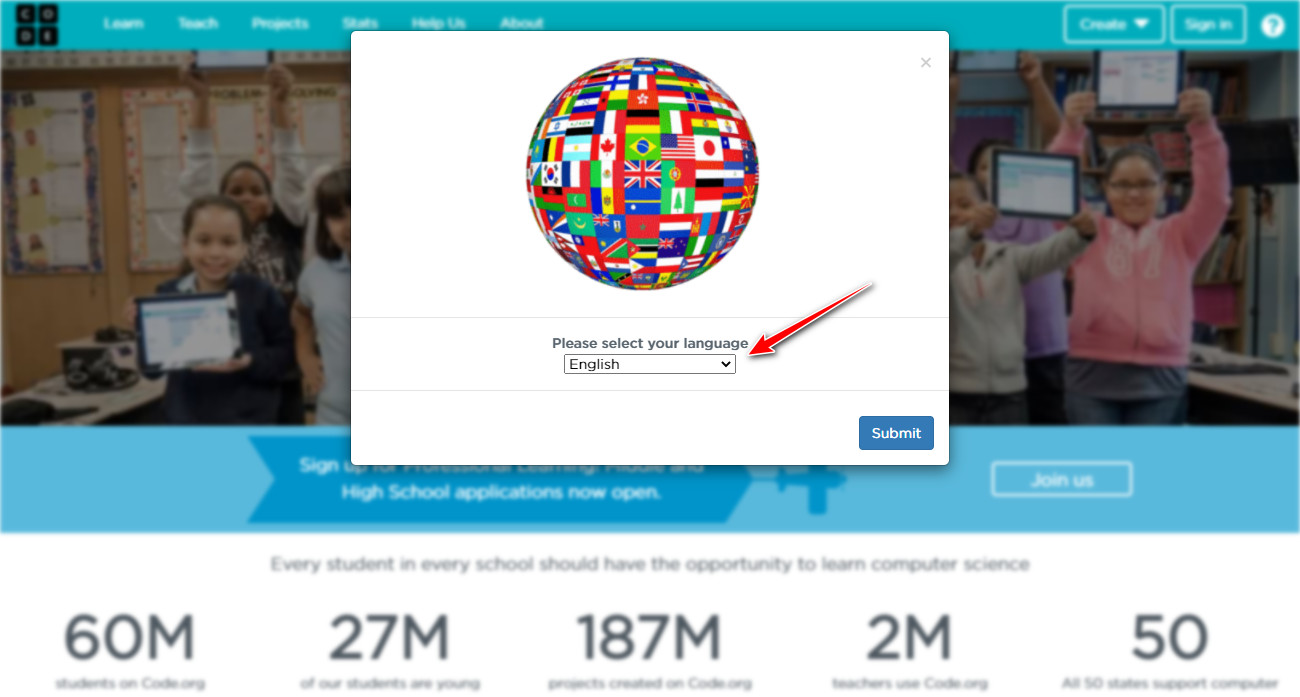 C O
D E
Learn Teach Projects Stats Help Us About Create Sign in ?
×
PROBLEM - SOLVING
Please select your language
English
Submit
Sign up for Professional Learning! Middle and
High School applications now open.
Join us
Every student in every school should have the opportunity to learn computer science
60M 27M 187M 2M 50
students on Code.org of our students are young projects created on Code.org teachers use Code.org All 50 states support computer